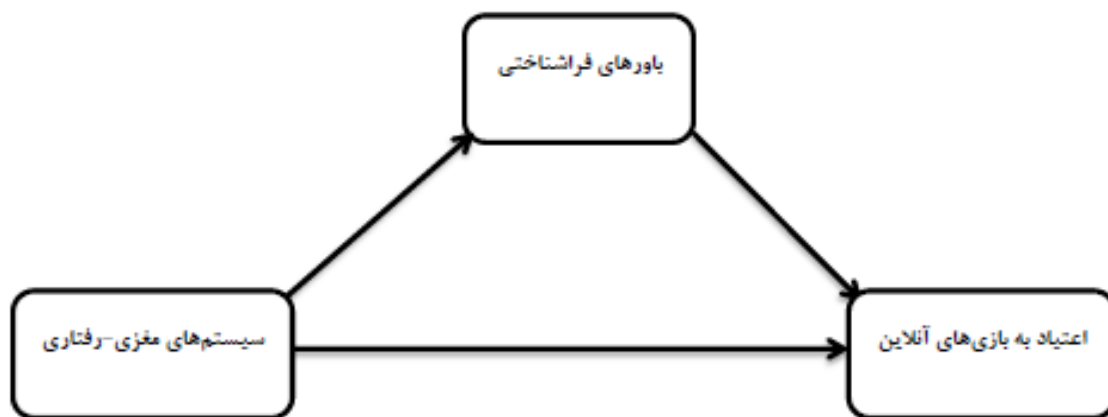 باورهای فراشناختی
سیستم‌های مغزی-رفتاری
اعتیاد به بازی‌های آنلاین